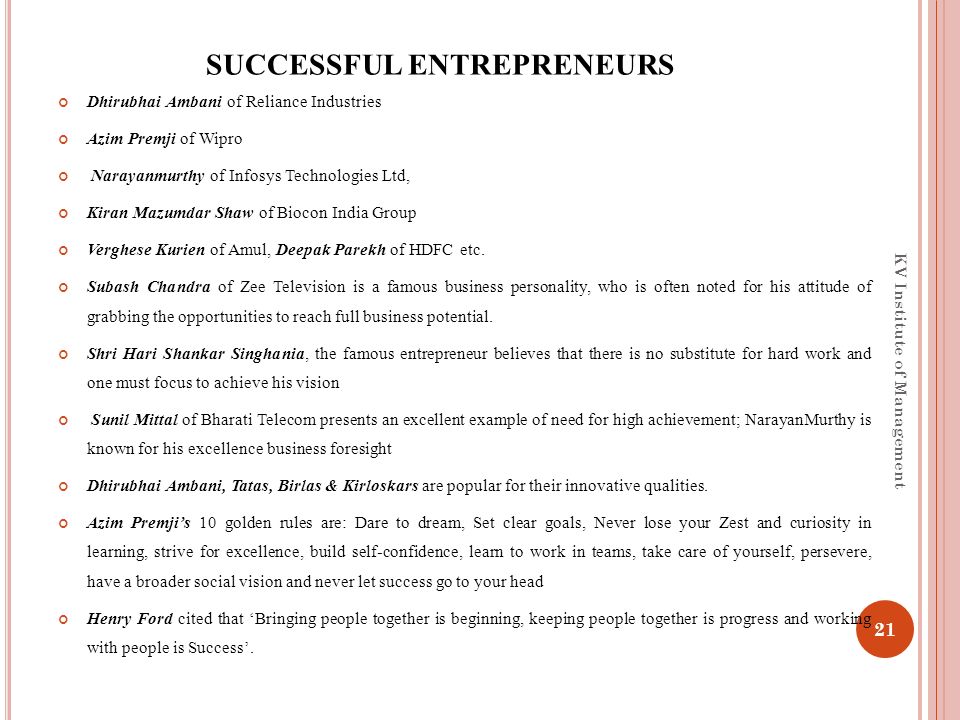 SUCCESSFUL ENTREPRENEURS
Dhirubhai Ambani of Reliance Industries
Azim Premji of Wipro
Narayanmurthy of Infosys Technologies Ltd,
Kiran Mazumdar Shaw of Biocon India Group
Verghese Kurien of Amul, Deepak Parekh of HDFC etc.
Subash Chandra of Zee Television is a famous business personality, who is often noted for his attitude of
grabbing the opportunities to reach full business potential.
Shri Hari Shankar Singhania, the famous entrepreneur believes that there is no substitute for hard work and
one must focus to achieve his vision
Sunil Mittal of Bharati Telecom presents an excellent example of need for high achievement; NarayanMurthy is
known for his excellence business foresight
Dhirubhai Ambani, Tatas, Birlas & Kirloskars are popular for their innovative qualities.
Azim Premji’s 10 golden rules are: Dare to dream, Set clear goals, Never lose your Zest and curiosity in
learning, strive for excellence, build self-confidence, learn to work in teams, take care of yourself, persevere,
have a broader social vision and never let success go to your head
Henry Ford cited that ‘Bringing people together is beginning, keeping people together is progress and working
with people is Success’.
KV Institute of Management
21